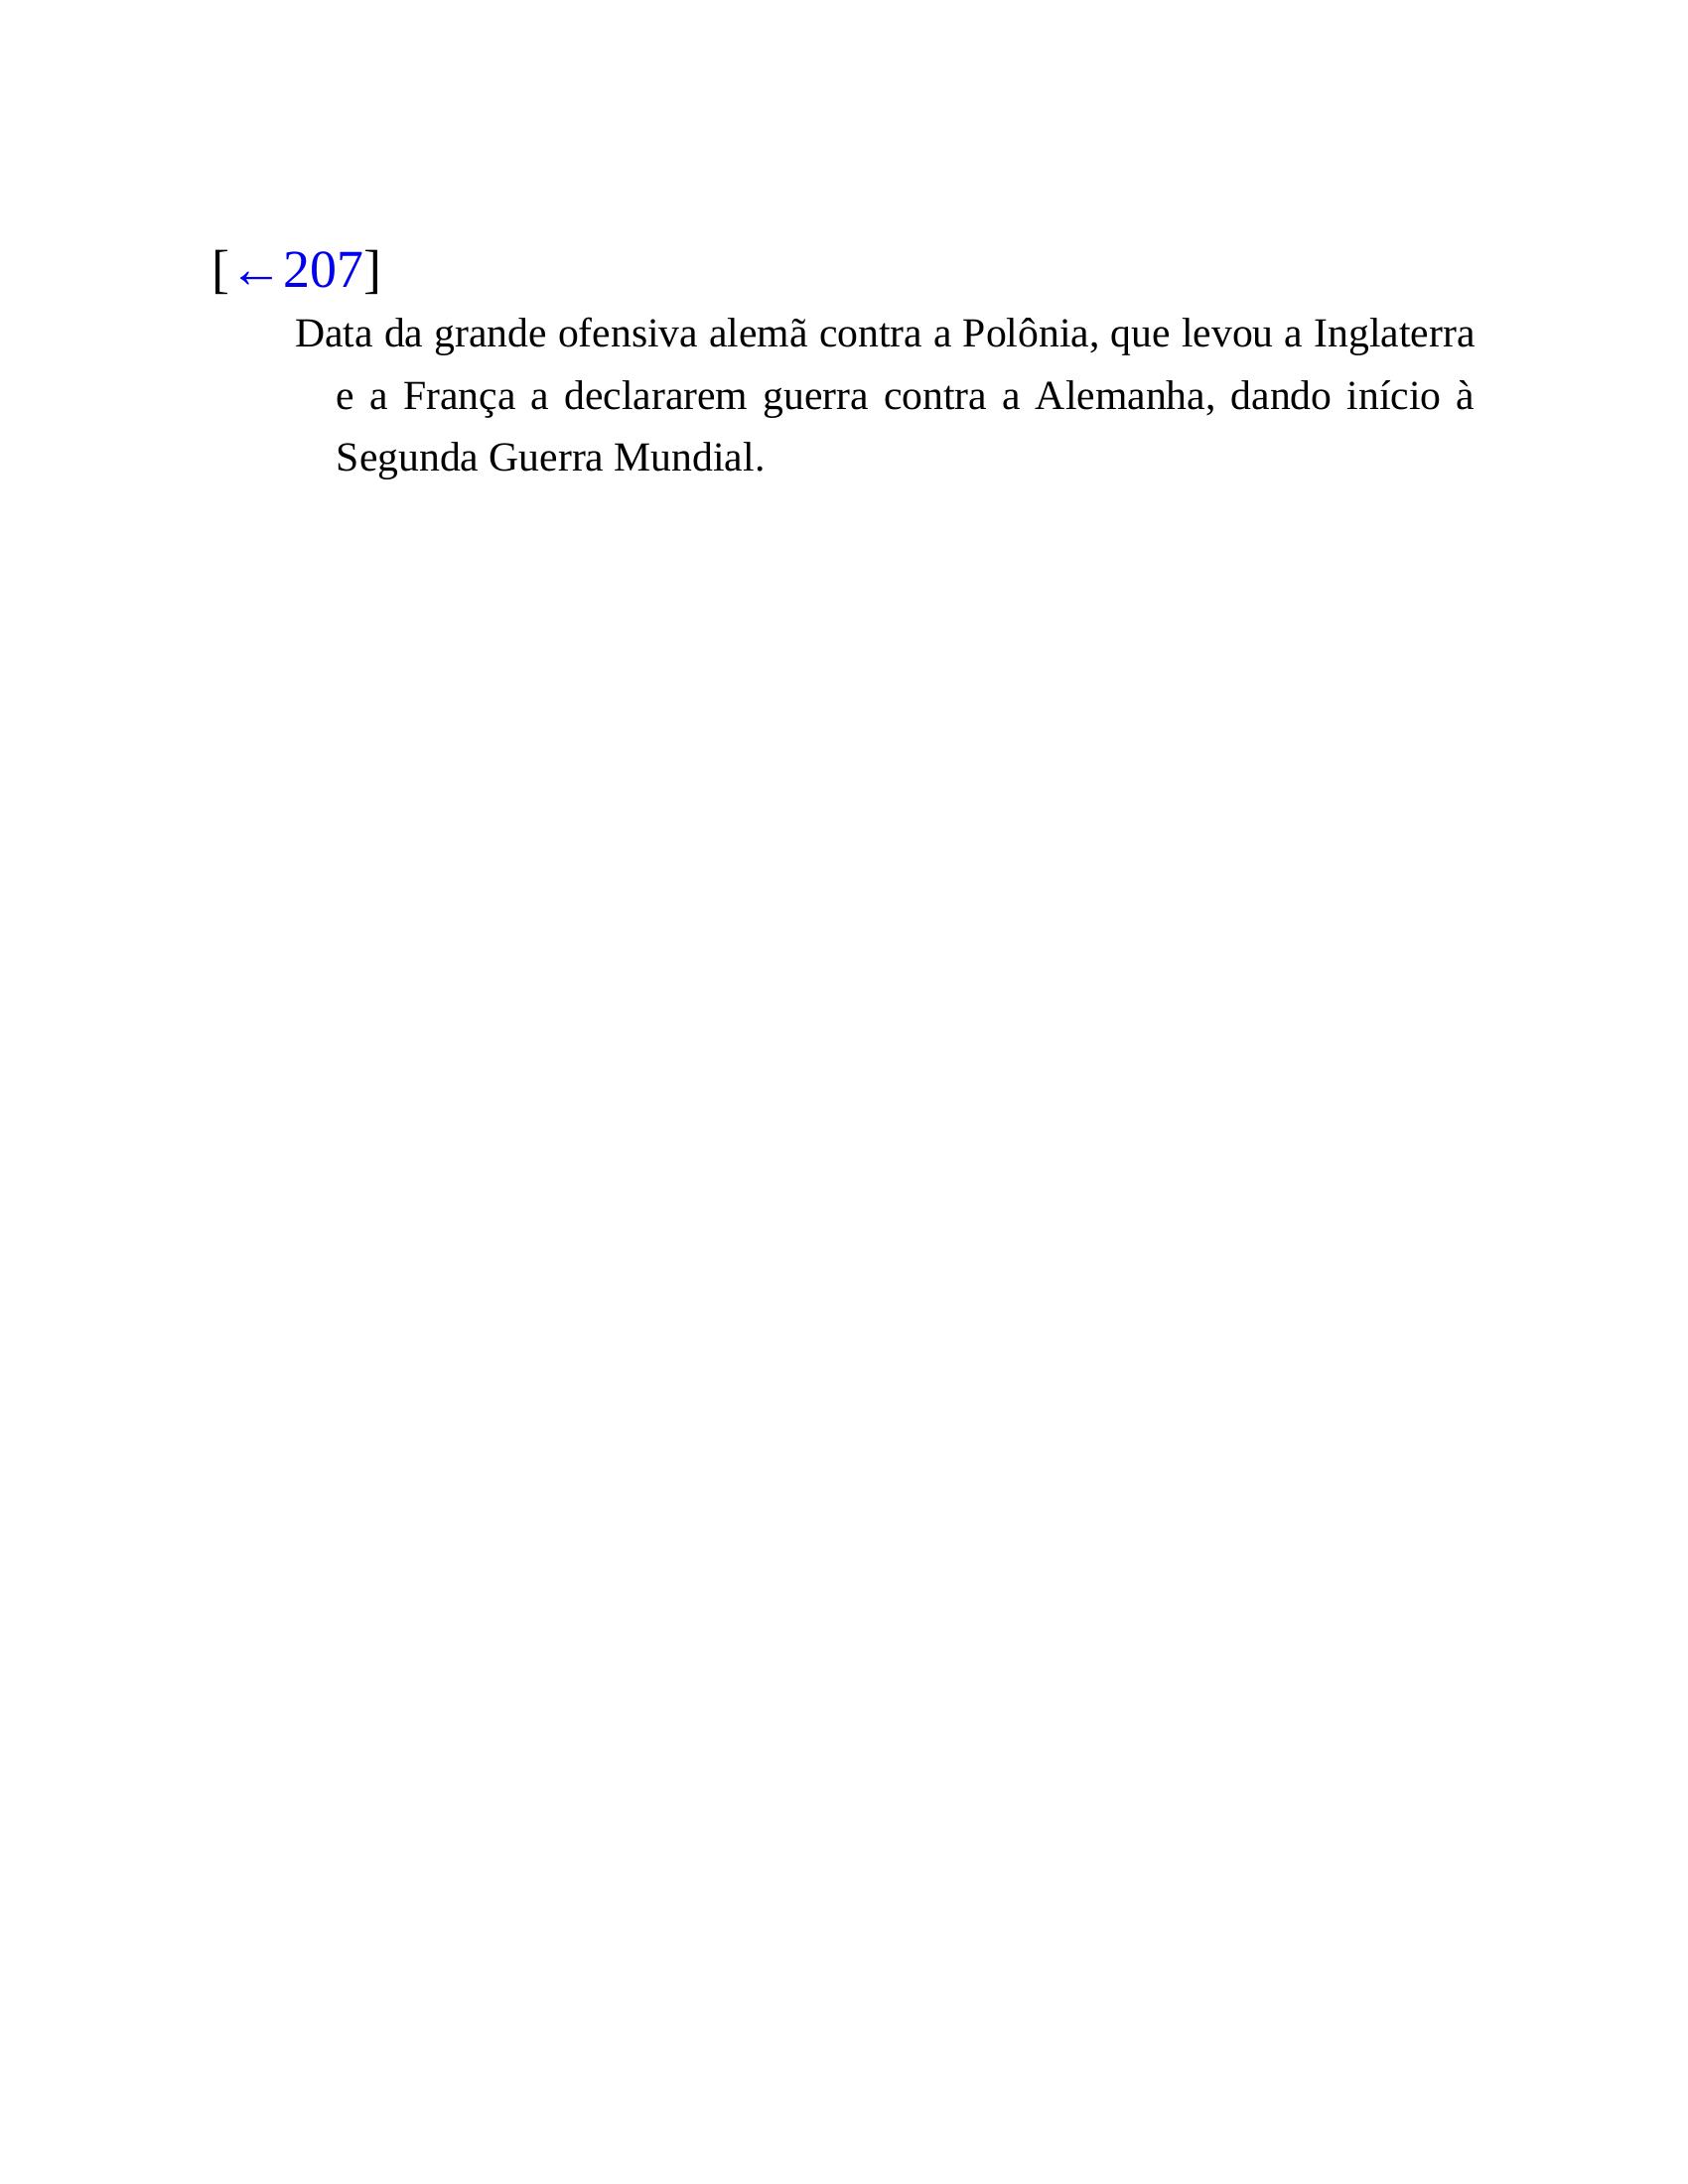 [←207]
Data da grande ofensiva alemã contra a Polônia, que levou a Inglaterra
e a França a declararem guerra contra a Alemanha, dando início à
Segunda Guerra Mundial.